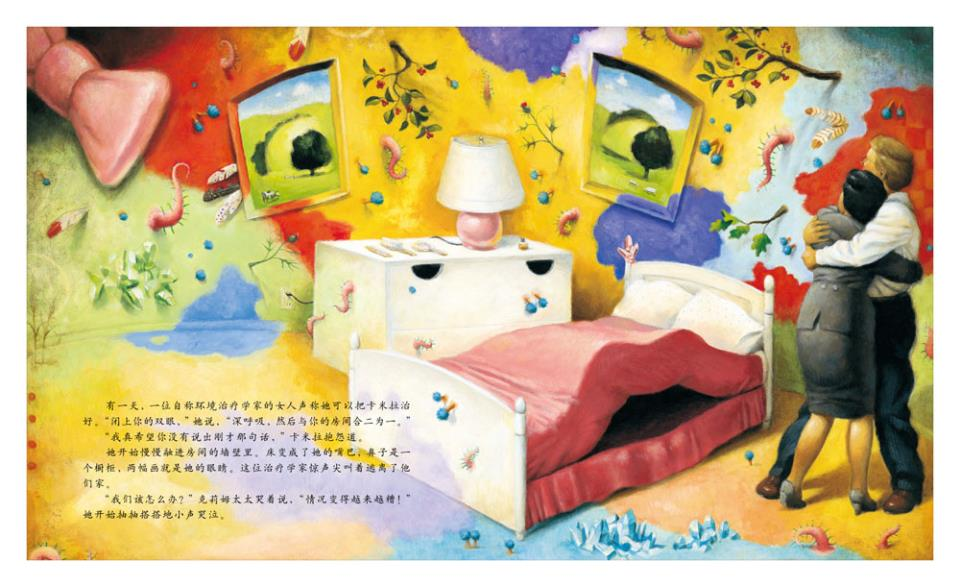 有一天，一位自称环境治疗学家的女人声称她可以把卡米拉治
好。“闭上你的双眼，”她说，“深呼吸，然后与你的房间合二为一。”
“我真希望你没有说出刚才那句话，”卡米拉抱怨道。
她开始慢慢融进房间的墙壁里。床变成了她的嘴巴，鼻子是一
个橱柜，两幅画就是她的眼睛。这位治疗学家惊声尖叫着逃离了他
们家。
“我们该怎么办？”克莉姆太太哭着说，“情况变得越来越糟！”
她开始抽抽搭搭地小声哭泣。